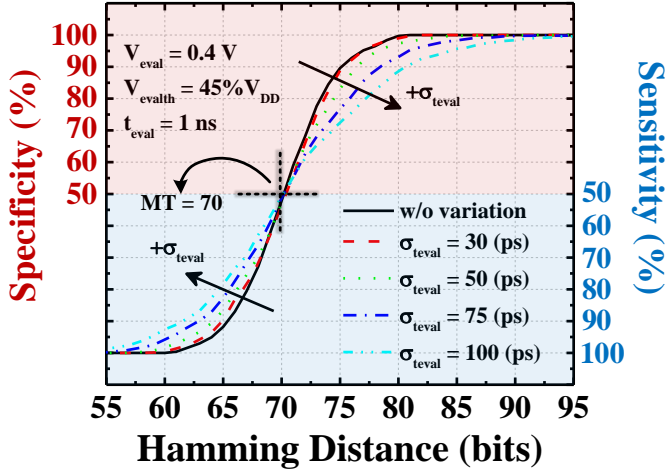 100
90
80
70
60
50
Specificity (%)
V_eval = 0.4 V
V_evalth = 45%V_DD
t_eval = 1 ns
+σ_teval
MT = 70
+σ_teval
w/o variation
σ_teval = 30 (ps)
σ_teval = 50 (ps)
σ_teval = 75 (ps)
σ_teval = 100 (ps)
50
60
70
80
90
100
Sensitivity (%)
55 60 65 70 75 80 85 90 95
Hamming Distance (bits)